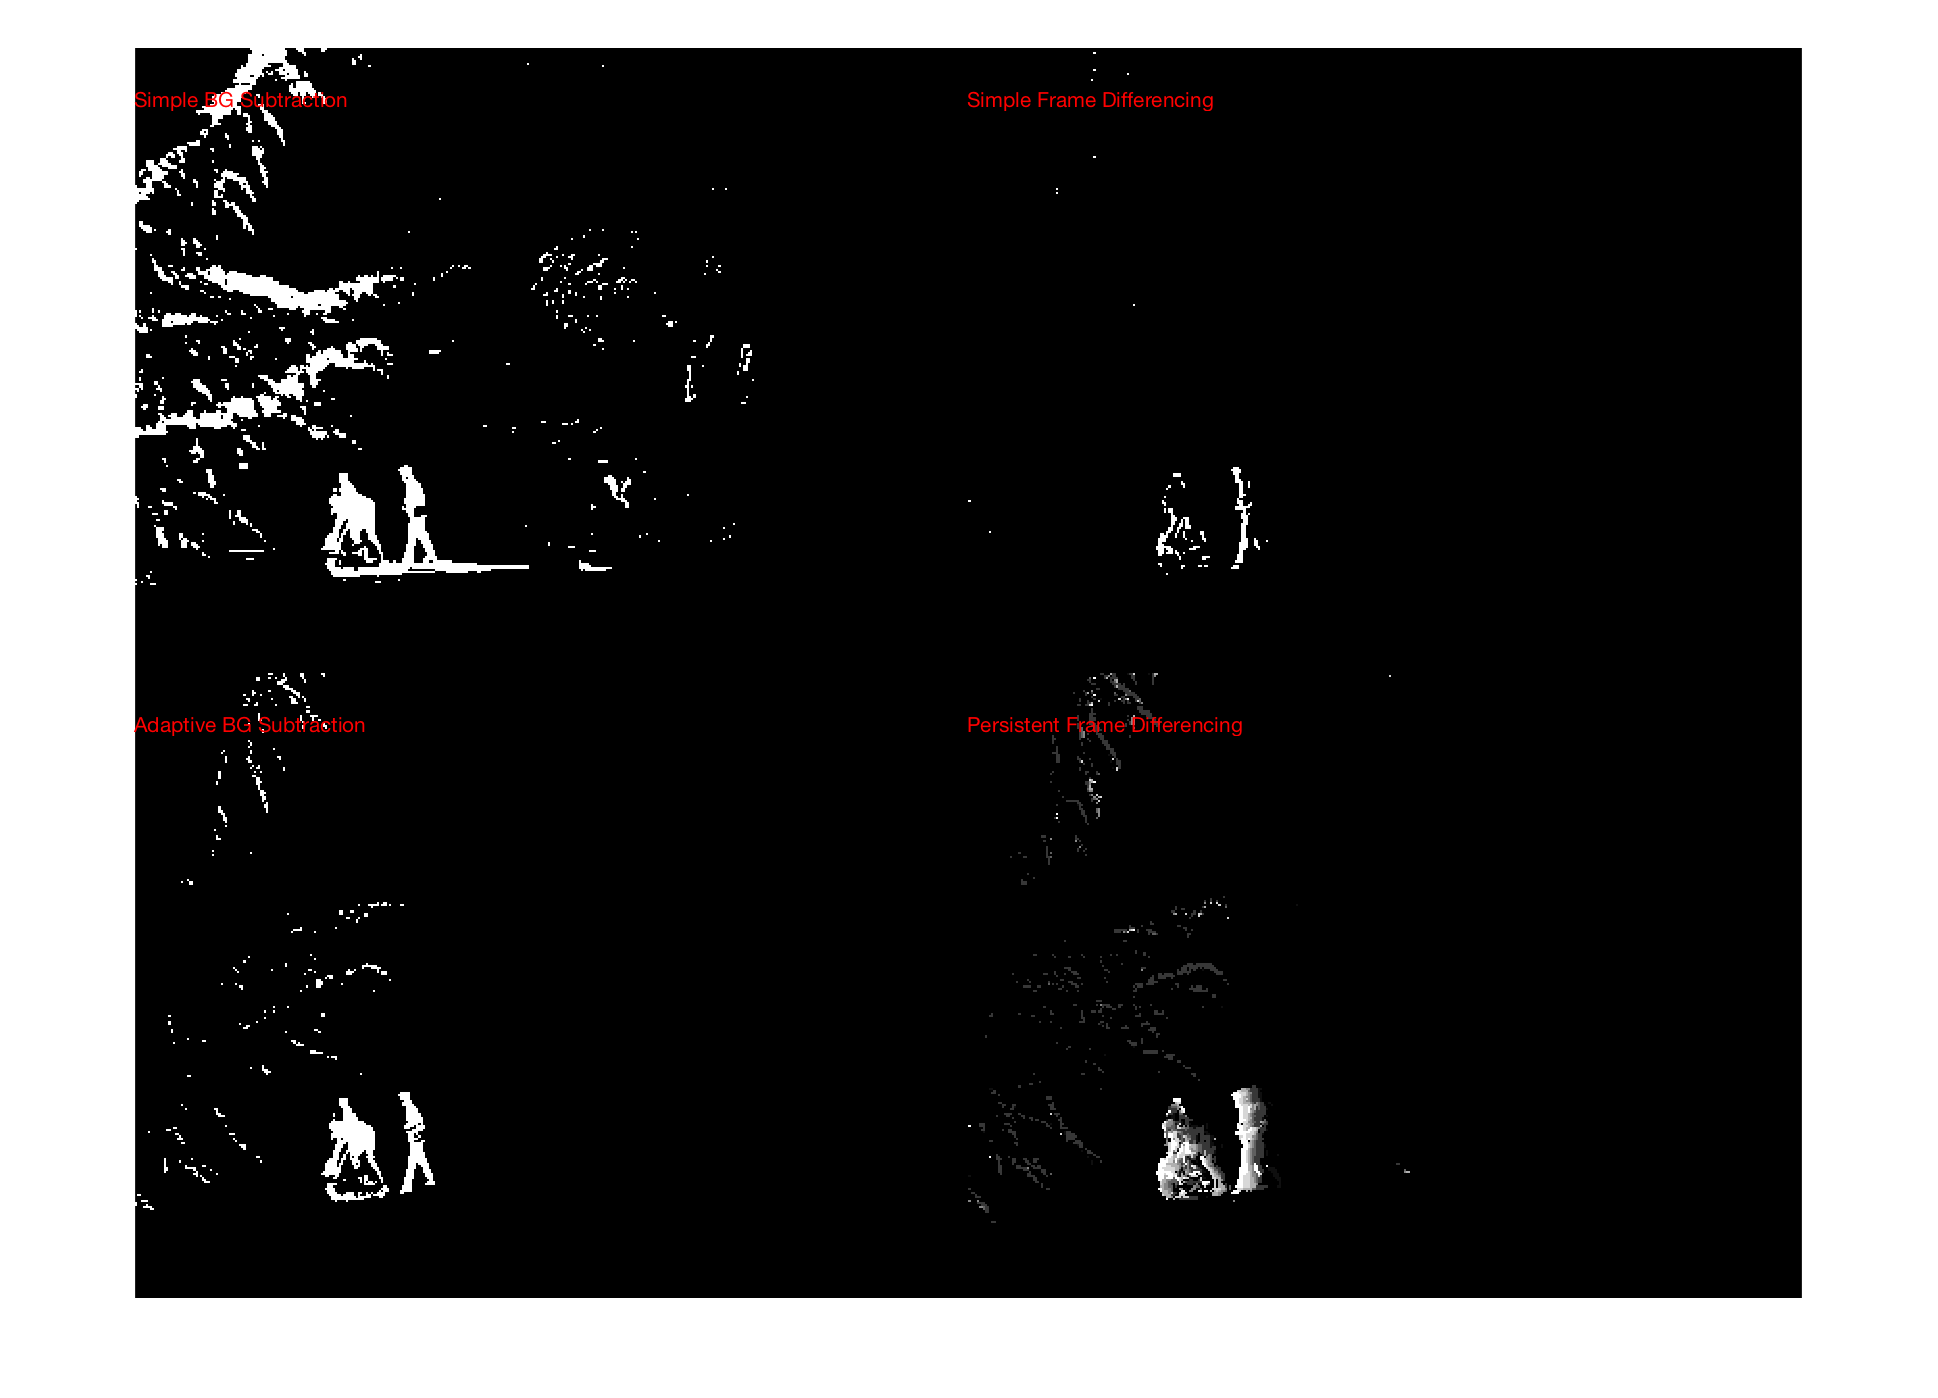 Simple BG Subtraction
Simple Frame Differencing
Adaptive BG Subtraction
Persistent Frame Differencing